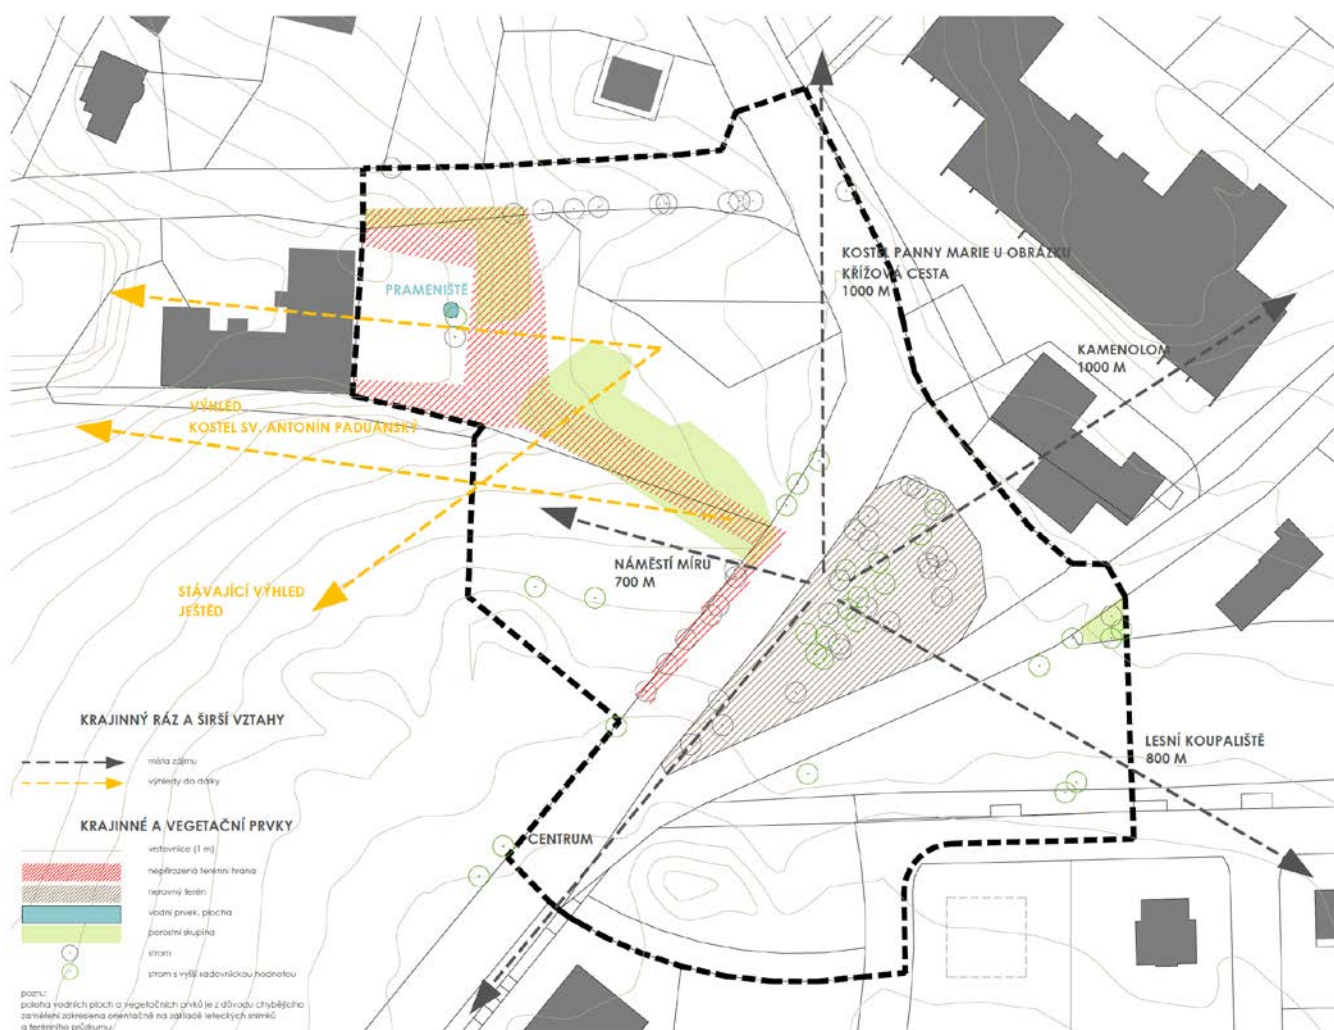 KOSTEL PANNY MARIE U OBRÁZKU
KŘÍŽOVÁ CESTA
1000 M
PRAMENIŠTĚ
KAMENOLOM
1000 M
VÝHLED
KOSTEL SV. ANTONÍN PADUÁNSKÝ
NÁMĚSTÍ MÍRU
700 M
STÁVAJÍCÍ VÝHLED
JEŠTĚD
LESNÍ KOUPALIŠTĚ
800 M
CENTRUM
KRAJINNÝ RÁZ A ŠIRŠÍ VZTAHY
místa zájmu
výhledy do dálky
KRAJINNÉ A VEGETAČNÍ PRVKY
vrstevnice (1 m)
nepřirozená terénní hrana
nerovný terén
vodní prvek, plocha
porostní skupina
strom
strom s vyšší sadovnickou hodnotou
pozn.:
poloha vodních ploch a vegetačních prvků je z důvodu chybějícího
zaměření zakreslena orientačně na základě leteckých snímků
a terénního průzkumu